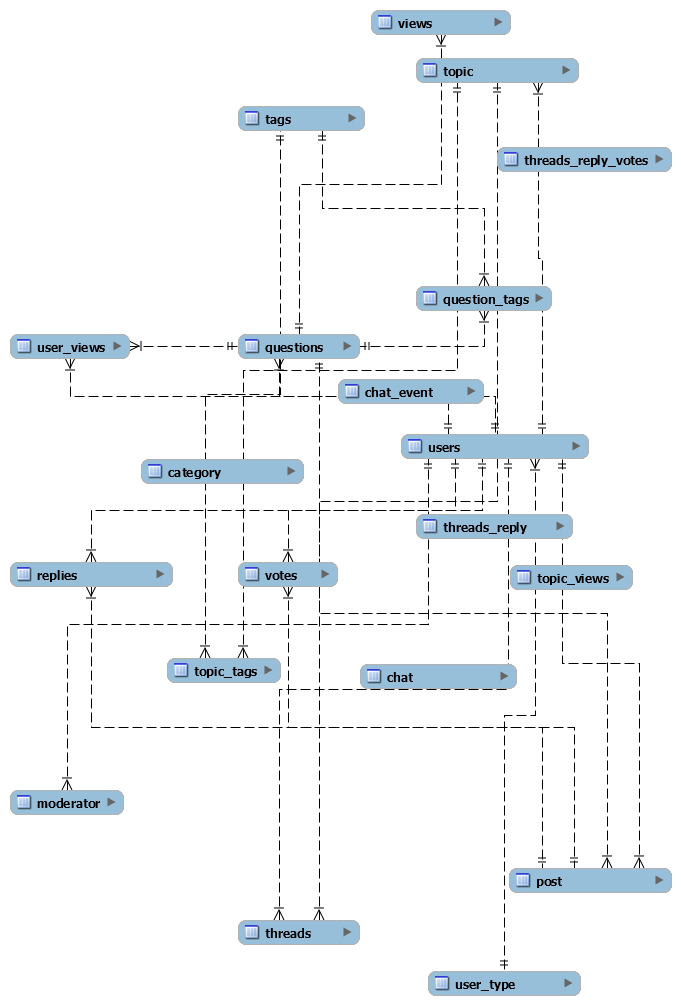 views
topic
tags
threads_reply_votes
question_tags
user_views
questions
chat_event
users
category
threads_reply
replies
votes
topic_views
topic_tags
chat
moderator
post
threads
user_type